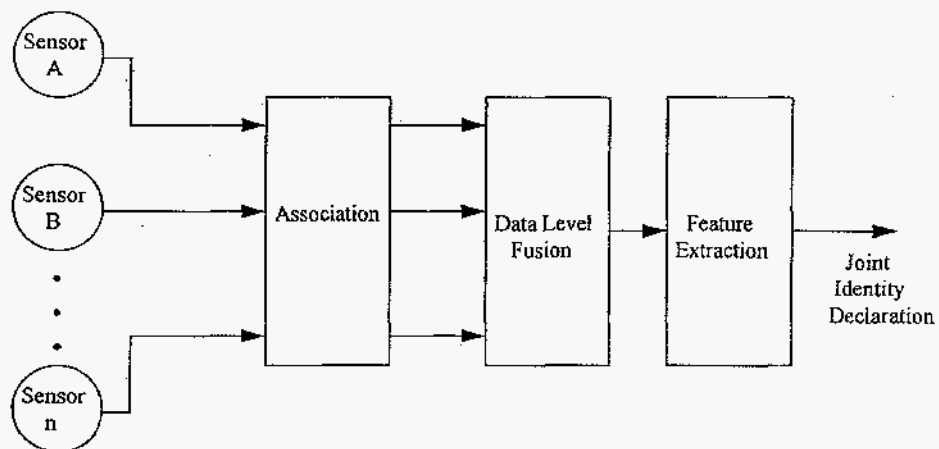 Sensor
A
Sensor
B
Sensor
n
Association
Data Level
Fusion
Feature
Extraction
Joint
Identity
Declaration